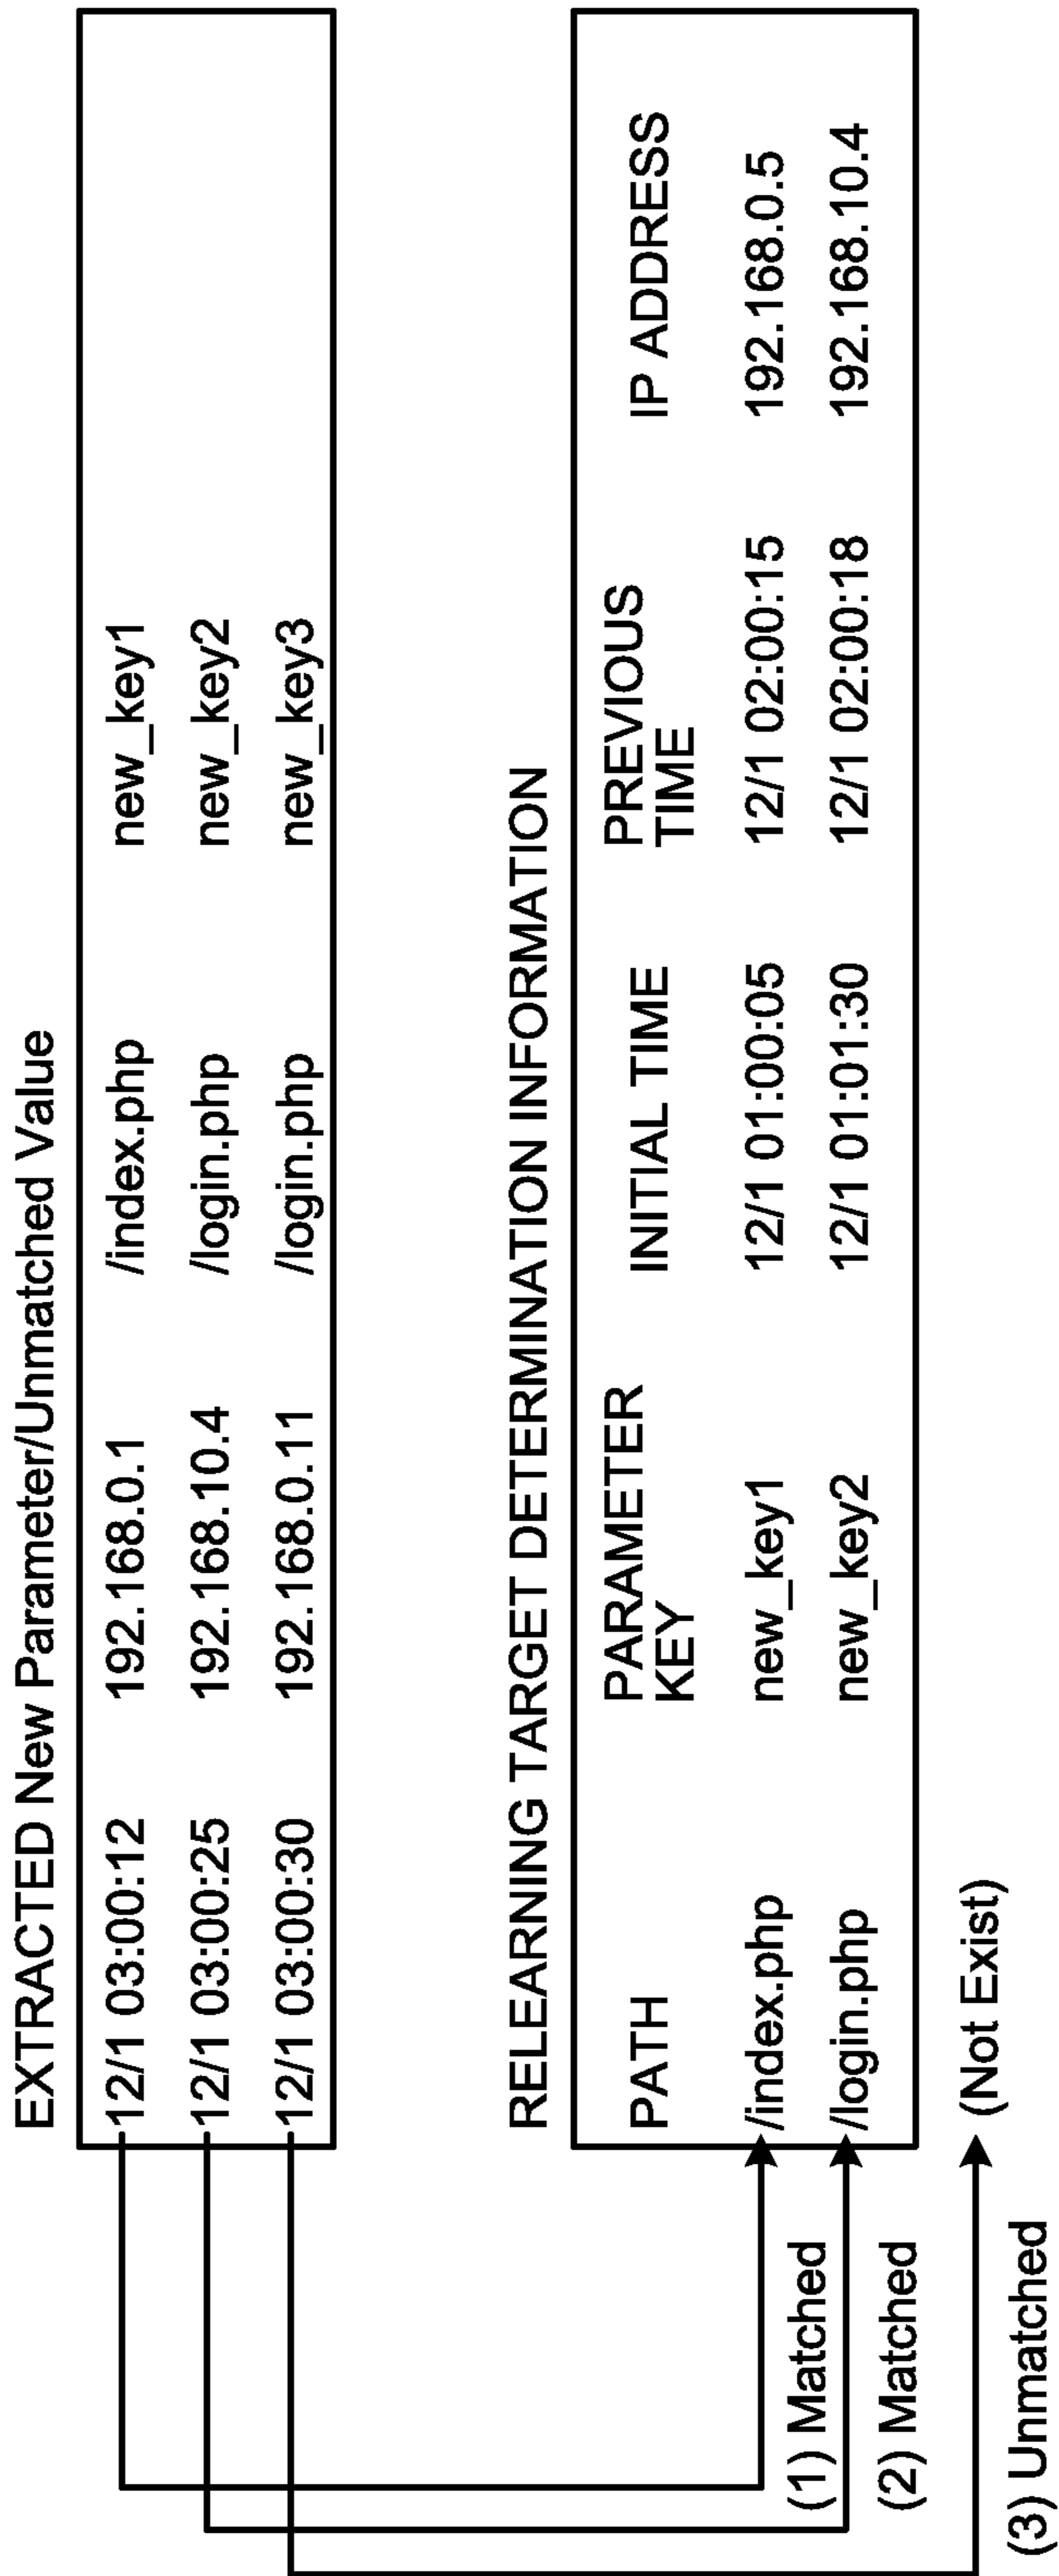 EXTRACTED New Parameter/Unmatched Value
12/1 03:00:12 192.168.0.1 /index.php new_key1
12/1 03:00:25 192.168.10.4 /login.php new_key2
12/1 03:00:30 192.168.0.11 /login.php new_key3
RELEARNING TARGET DETERMINATION INFORMATION
PATH PARAMETER KEY INITIAL TIME PREVIOUS TIME IP ADDRESS
/index.php new_key1 12/1 01:00:05 12/1 02:00:15 192.168.0.5
(1) Matched
/login.php new_key2 12/1 01:01:30 12/1 02:00:18 192.168.10.4
(2) Matched
(Not Exist)
(3) Unmatched